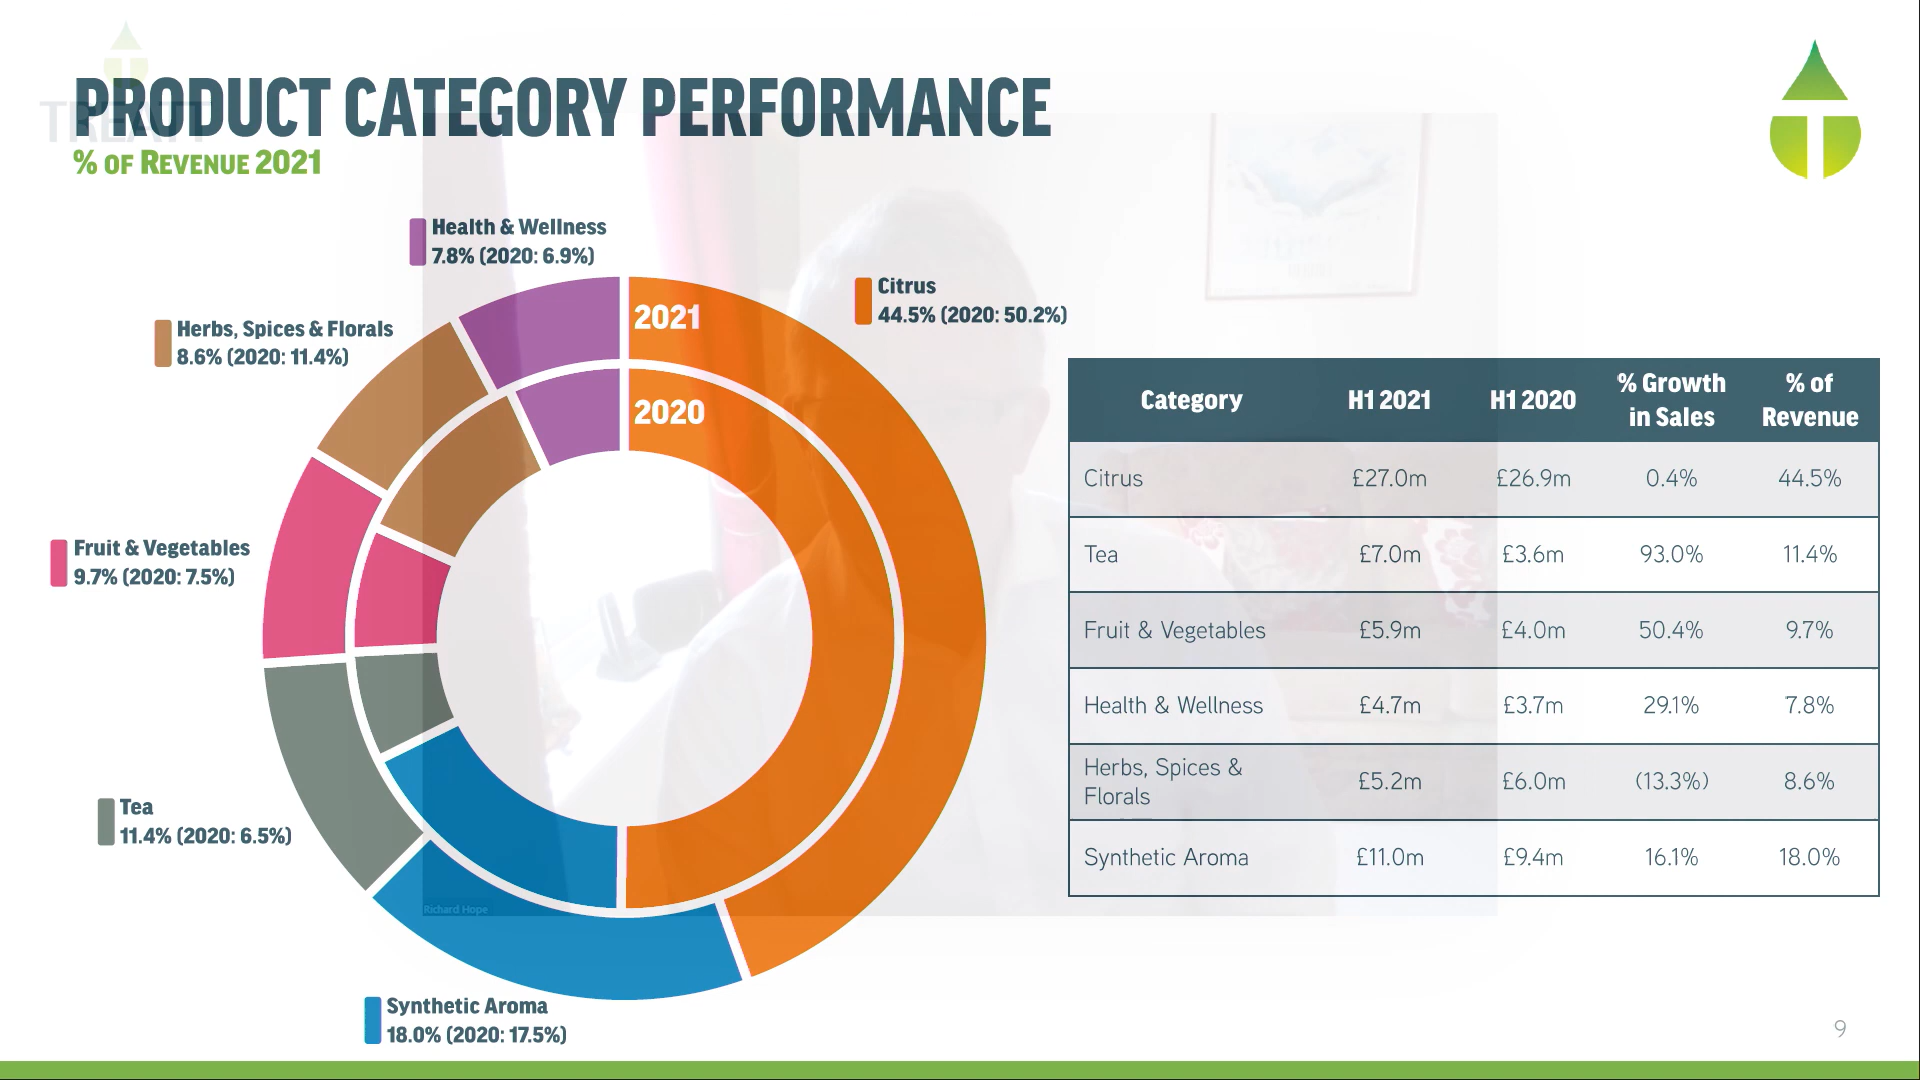 TREATT
PRODUCT CATEGORY PERFORMANCE
% OF REVENUE 2021
Health & Wellness
7.8% (2020: 6.9%)
Citrus
44.5% (2020: 50.2%)
Herbs, Spices & Florals
8.6% (2020: 11.4%)
2021
2020
Fruit & Vegetables
9.7% (2020: 7.5%)
Tea
11.4% (2020: 6.5%)
Synthetic Aroma
18.0% (2020: 17.5%)
Category H1 2021 H1 2020 % Growth in Sales % of Revenue
Citrus £27.0m £26.9m 0.4% 44.5%
Tea £7.0m £3.6m 93.0% 11.4%
Fruit & Vegetables £5.9m £4.0m 50.4% 9.7%
Health & Wellness £4.7m £3.7m 29.1% 7.8%
Herbs, Spices & Florals £5.2m £6.0m (13.3%) 8.6%
Synthetic Aroma £11.0m £9.4m 16.1% 18.0%
Richard Hope
9